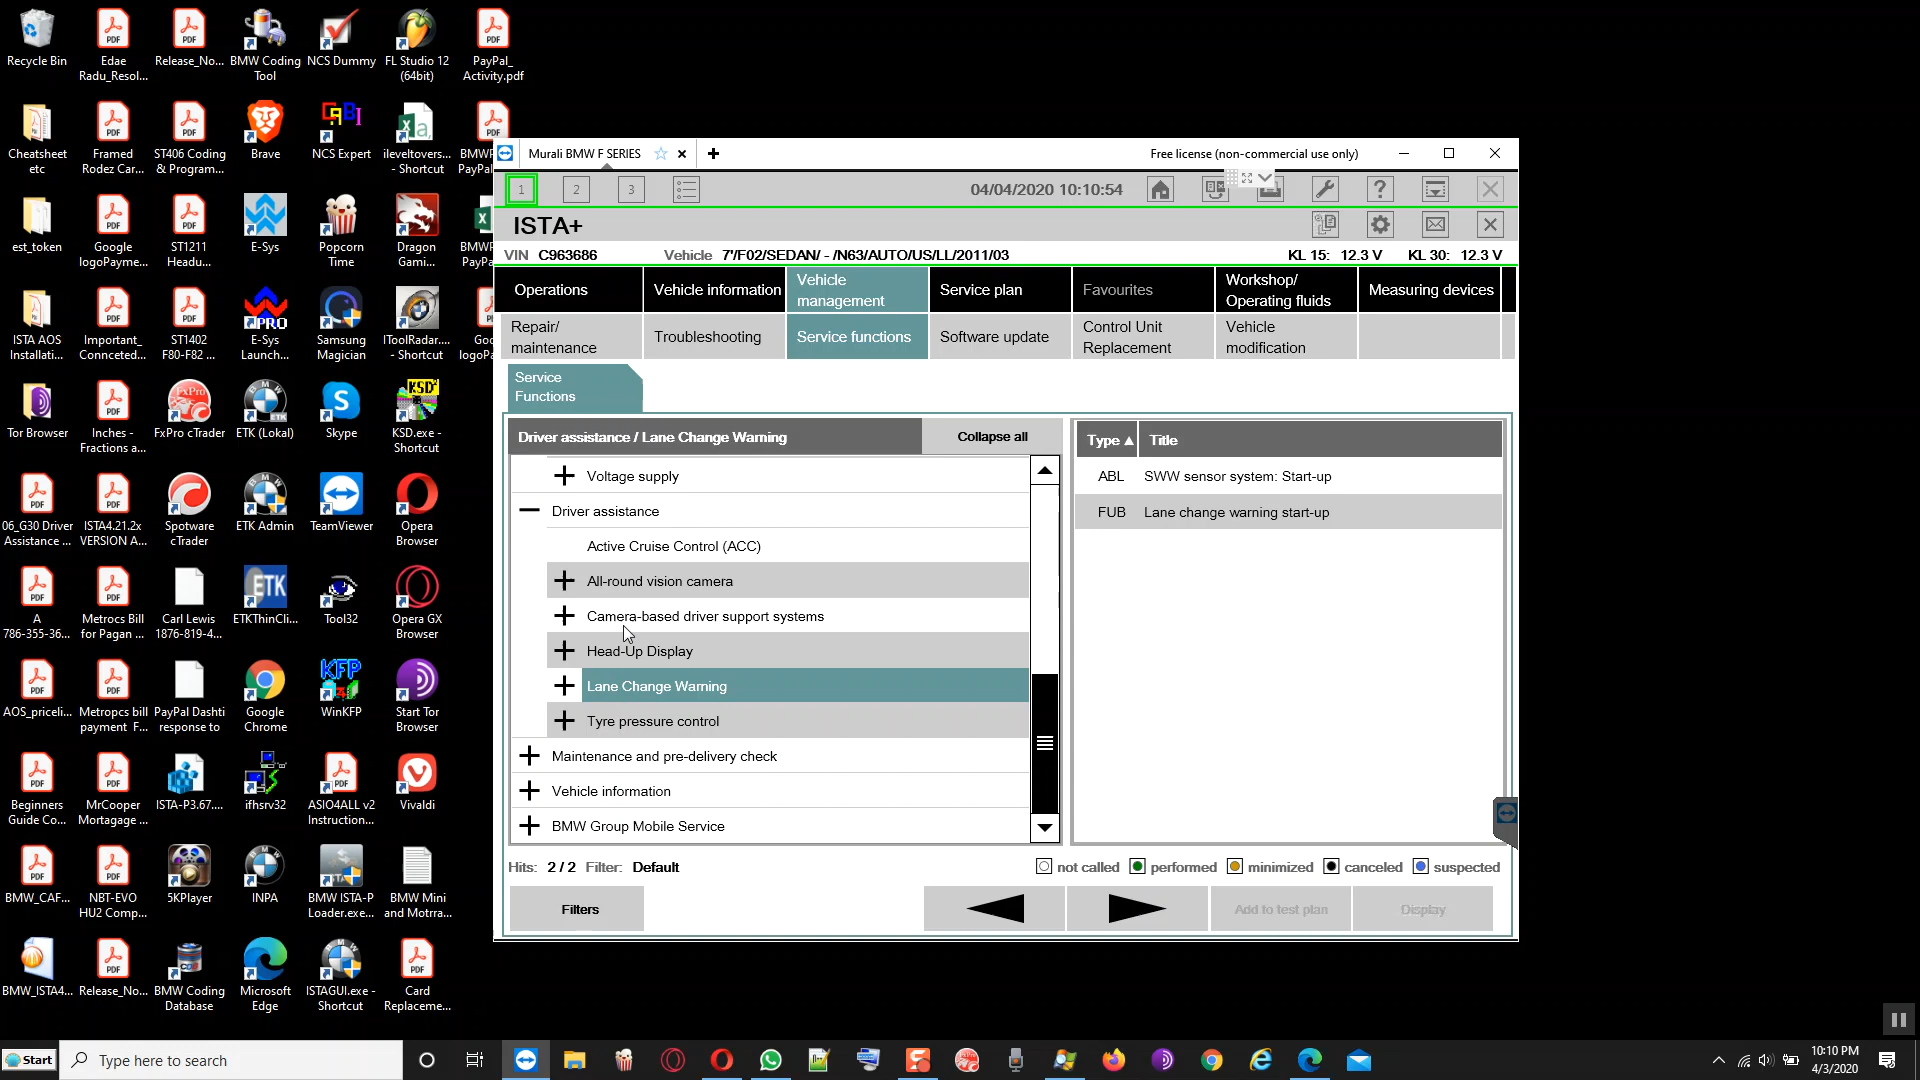 Recycle Bin
Edae
Radu_Resol...
Release_No...
BMW Coding
Tool
NCS Dummy
FL Studio 12
(64bit)
PayPal_
Activity.pdf
Cheatsheet
etc
Framed
Rodez Car...
ST406 Coding
& Program...
Brave
NCS Expert
ileveltovers...
- Shortcut
BMWP
PayPal
est_token
Google
logoPayme...
ST1211
Headu...
E-Sys
Popcorn
Time
Dragon
Gami...
BMWP
PayPa
ISTA AOS
Installati...
Important_
Connceted...
ST1402
F80-F82 ...
E-Sys
Launch...
Samsung
Magician
IToolRadar....
- Shortcut
Goo
logoP
Tor Browser
Inches -
Fractions a...
FxPro cTrader
ETK (Lokal)
Skype
KSD.exe -
Shortcut
06_G30 Driver
Assistance ...
ISTA4.21.2x
VERSION A...
Spotware
cTrader
ETK Admin
TeamViewer
Opera
Browser
A
786-355-36...
Metrocs Bill
for Pagan ...
Carl Lewis
1876-819-4...
ETKThinCli...
Tool32
Opera GX
Browser
AOS_priceli...
Metropcs bill
payment F...
PayPal Dashti
response to
Google
Chrome
WinKFP
Start Tor
Browser
Beginners
Guide Co...
MrCooper
Mortagage ...
ISTA-P3.67....
ifhsrv32
ASIO4ALL v2
Instruction...
Vivaldi
BMW_CAF...
NBT-EVO
HU2 Comp...
5KPlayer
INPA
BMW ISTA-P
Loader.exe...
BMW Mini
and Motrra...
BMW_ISTA4...
Release_No...
BMW Coding
Database
Microsoft
Edge
ISTAGUI.exe -
Shortcut
Card
Replaceme...
Murali BMW F SERIES
Free license (non-commercial use only)
1 2 3
04/04/2020 10:10:54
ISTA+
VIN C963686 Vehicle 7'/F02/SEDAN/ - /N63/AUTO/US/LL/2011/03 KL 15: 12.3 V KL 30: 12.3 V
Operations
Vehicle information
Vehicle
management
Service plan
Favourites
Workshop/
Operating fluids
Measuring devices
Repair/
maintenance
Troubleshooting
Service functions
Software update
Control Unit
Replacement
Vehicle
modification
Service
Functions
Driver assistance / Lane Change Warning
Collapse all
Voltage supply
Driver assistance
Active Cruise Control (ACC)
All-round vision camera
Camera-based driver support systems
Head-Up Display
Lane Change Warning
Tyre pressure control
Maintenance and pre-delivery check
Vehicle information
BMW Group Mobile Service
Type ▲ Title
ABL SWW sensor system: Start-up
FUB Lane change warning start-up
Hits: 2 / 2 Filter: Default
not called performed minimized canceled suspected
Filters
Add to test plan
Display
Start
Type here to search
10:10 PM
4/3/2020